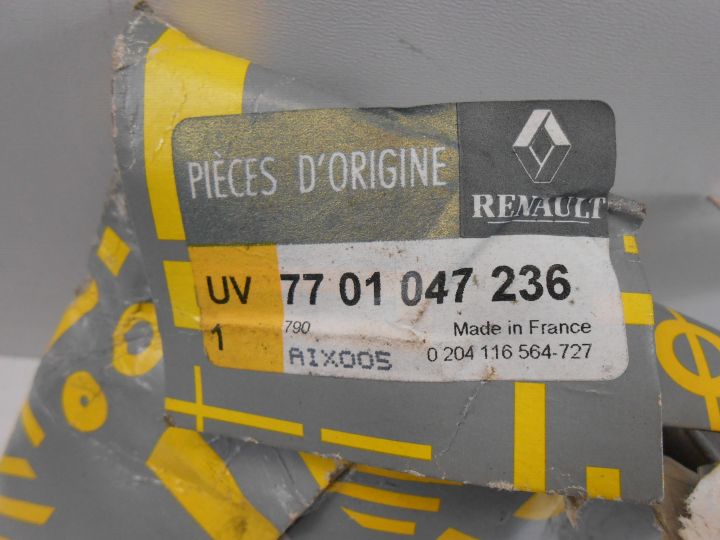 PIÈCES D'ORIGINE
RENAULT
UV 77 01 047 236
1 790 Made in France
AIX005 0 204 116 564-727